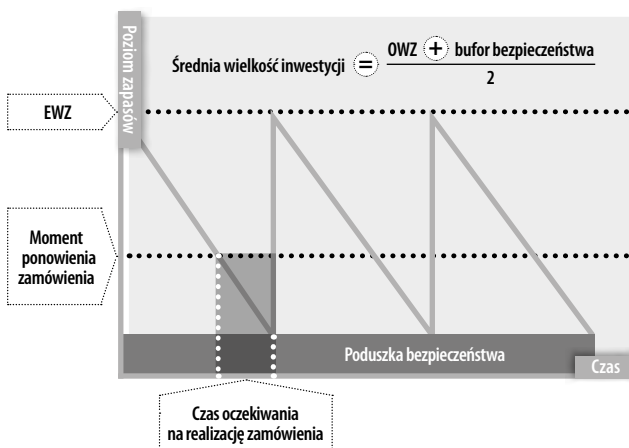 Poziom zapasów
Średnia wielkość inwestycji = OWZ + bufor bezpieczeństwa
2
EWZ
Moment
ponowienia
zamówienia
Poduszka bezpieczeństwa
Czas
Czas oczekiwania
na realizację zamówienia